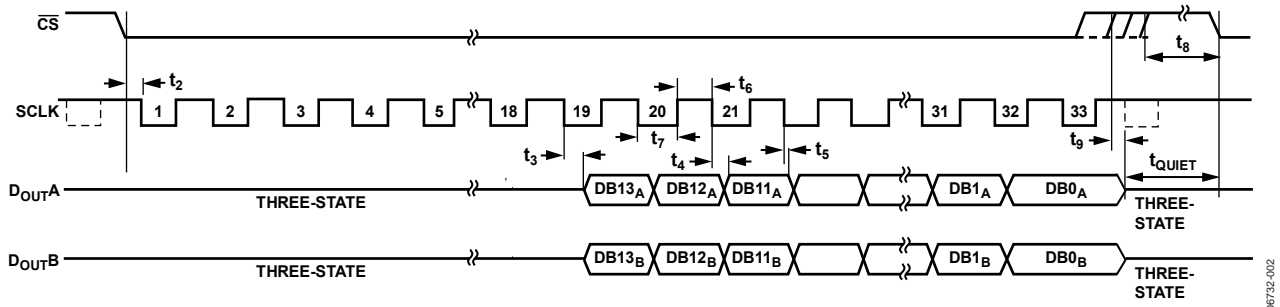 CS
t8
t2
t6
SCLK
1 2 3 4 5 18 19 20 21 31 32 33
t3
t7
t4
t5
t9
tQUIET
DOUTA
THREE-STATE
DB13A DB12A DB11A DB1A DB0A
THREE-
STATE
DOUTB
THREE-STATE
DB13B DB12B DB11B DB1B DB0B
THREE-
STATE
06732-002